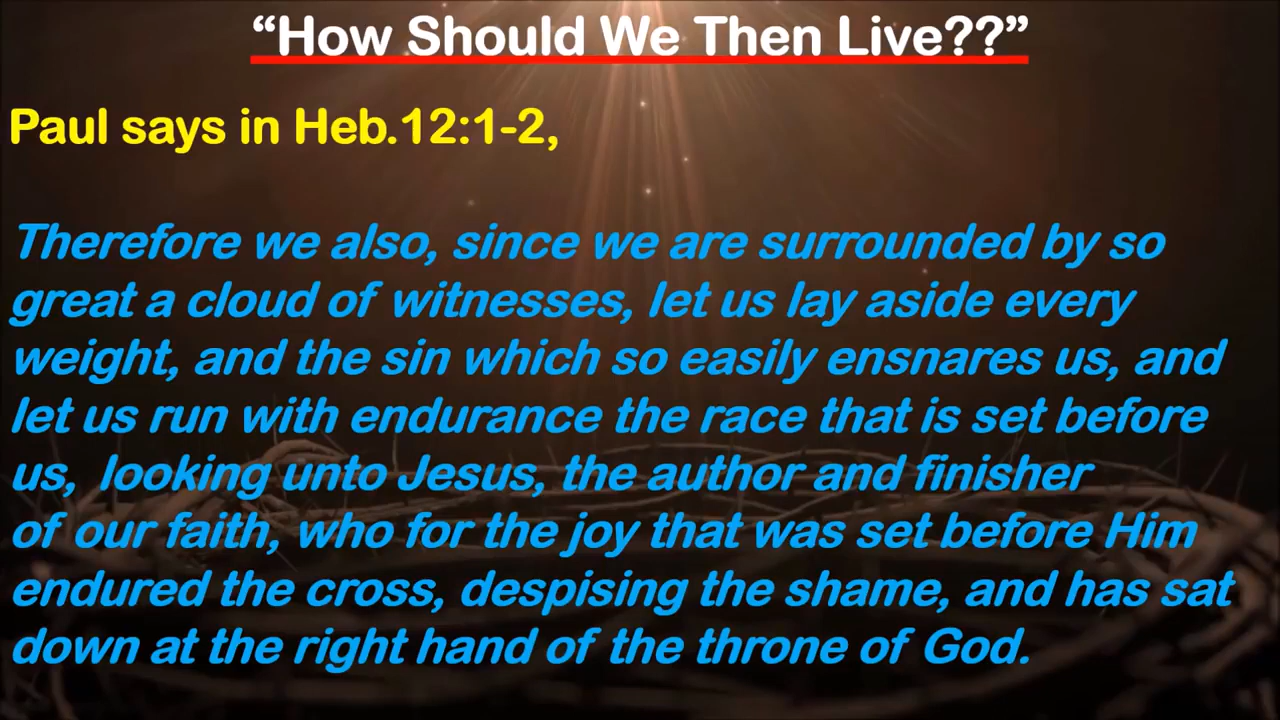 “How Should We Then Live??”
Paul says in Heb.12:1-2,
Therefore we also, since we are surrounded by so
great a cloud of witnesses, let us lay aside every
weight, and the sin which so easily ensnares us, and
let us run with endurance the race that is set before
us, looking unto Jesus, the author and finisher
of our faith, who for the joy that was set before Him
endured the cross, despising the shame, and has sat
down at the right hand of the throne of God.